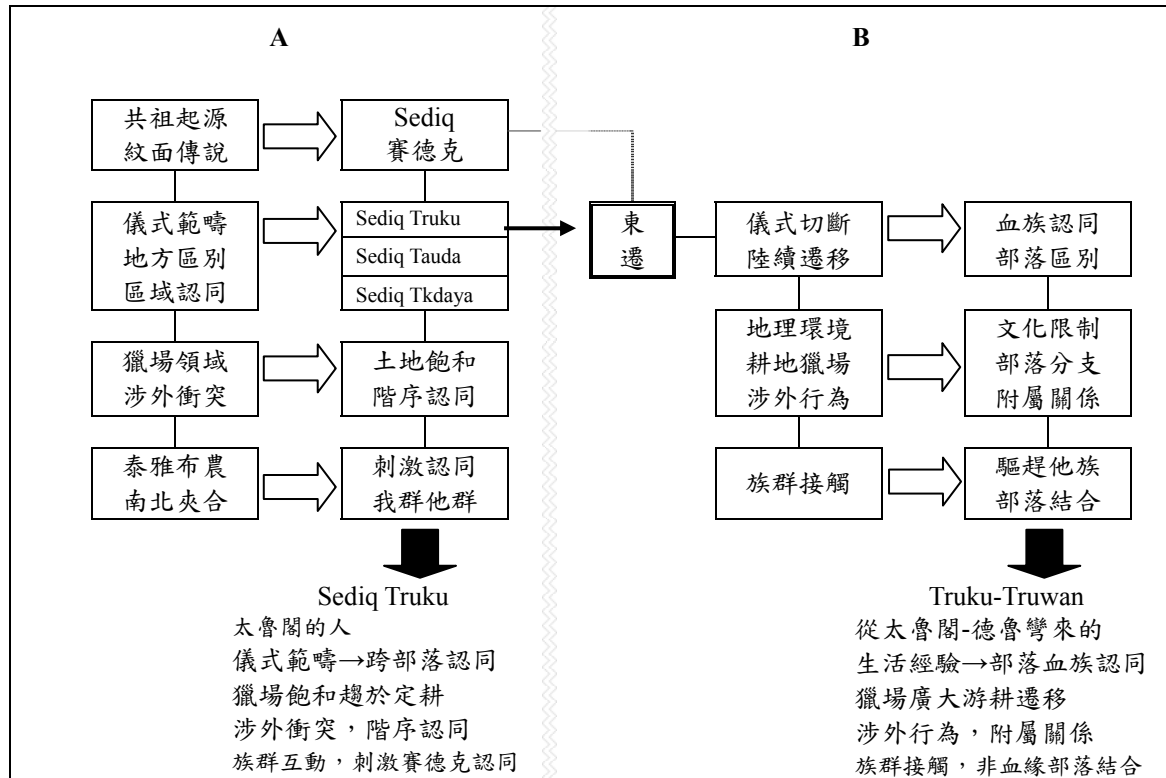 A
共祖起源
紋面傳說
Sediq
賽德克
儀式範疇
地方區別
區域認同
Sediq Truku
Sediq Tauda
Sediq Tkdaya
獵場領域
涉外衝突
土地飽和
階序認同
泰雅布農
南北夾合
刺激認同
我群他群
Sediq Truku
太魯閣的人
儀式範疇→跨部落認同
獵場飽和趨於定耕
涉外衝突，階序認同
族群互動，刺激賽德克認同
B
東
遷
儀式切斷
陸續遷移
血族認同
部落區別
地理環境
耕地獵場
涉外行為
文化限制
部落分支
附屬關係
族群接觸
驅趕他族
部落結合
Truku-Truwan
從太魯閣-德魯彎來的
生活經驗→部落血族認同
獵場廣大游耕遷移
涉外行為，附屬關係
族群接觸，非血緣部落結合